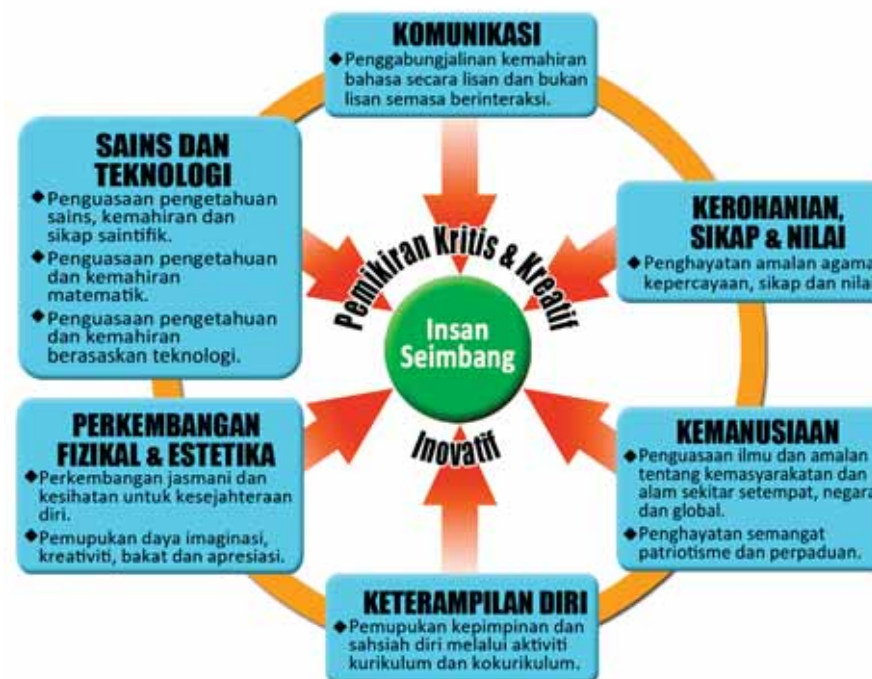 KOMUNIKASI
◆Penggabungjalinan kemahiran
bahasa secara lisan dan bukan
lisan semasa berinteraksi.
SAINS DAN
TEKNOLOGI
◆Penguasaan pengetahuan
sains, kemahiran dan
sikap saintifik.
◆Penguasaan pengetahuan
dan kemahiran
matematik.
◆Penguasaan pengetahuan
dan kemahiran
berasaskan teknologi.
KEROHANIAN,
SIKAP & NILAI
◆Penghayatan amalan agama
kepercayaan, sikap dan nilai
Pemikiran Kritis & Kreatif
Insan
Seimbang
Inovatif
PERKEMBANGAN
FIZIKAL & ESTETIKA
◆Perkembangan jasmani dan
kesihatan untuk kesejahteraan
diri.
◆Pemupukan daya imaginasi,
kreativiti, bakat dan apresiasi.
KEMANUSIAAN
◆Penguasaan ilmu dan amalan
tentang kemasyarakatan dan
alam sekitar setempat, negara
dan global.
◆Penghayatan semangat
patriotisme dan perpaduan.
KETERAMPILAN DIRI
◆Pemupukan kepimpinan dan
sahsiah diri melalui aktiviti
kurikulum dan kokurikulum.